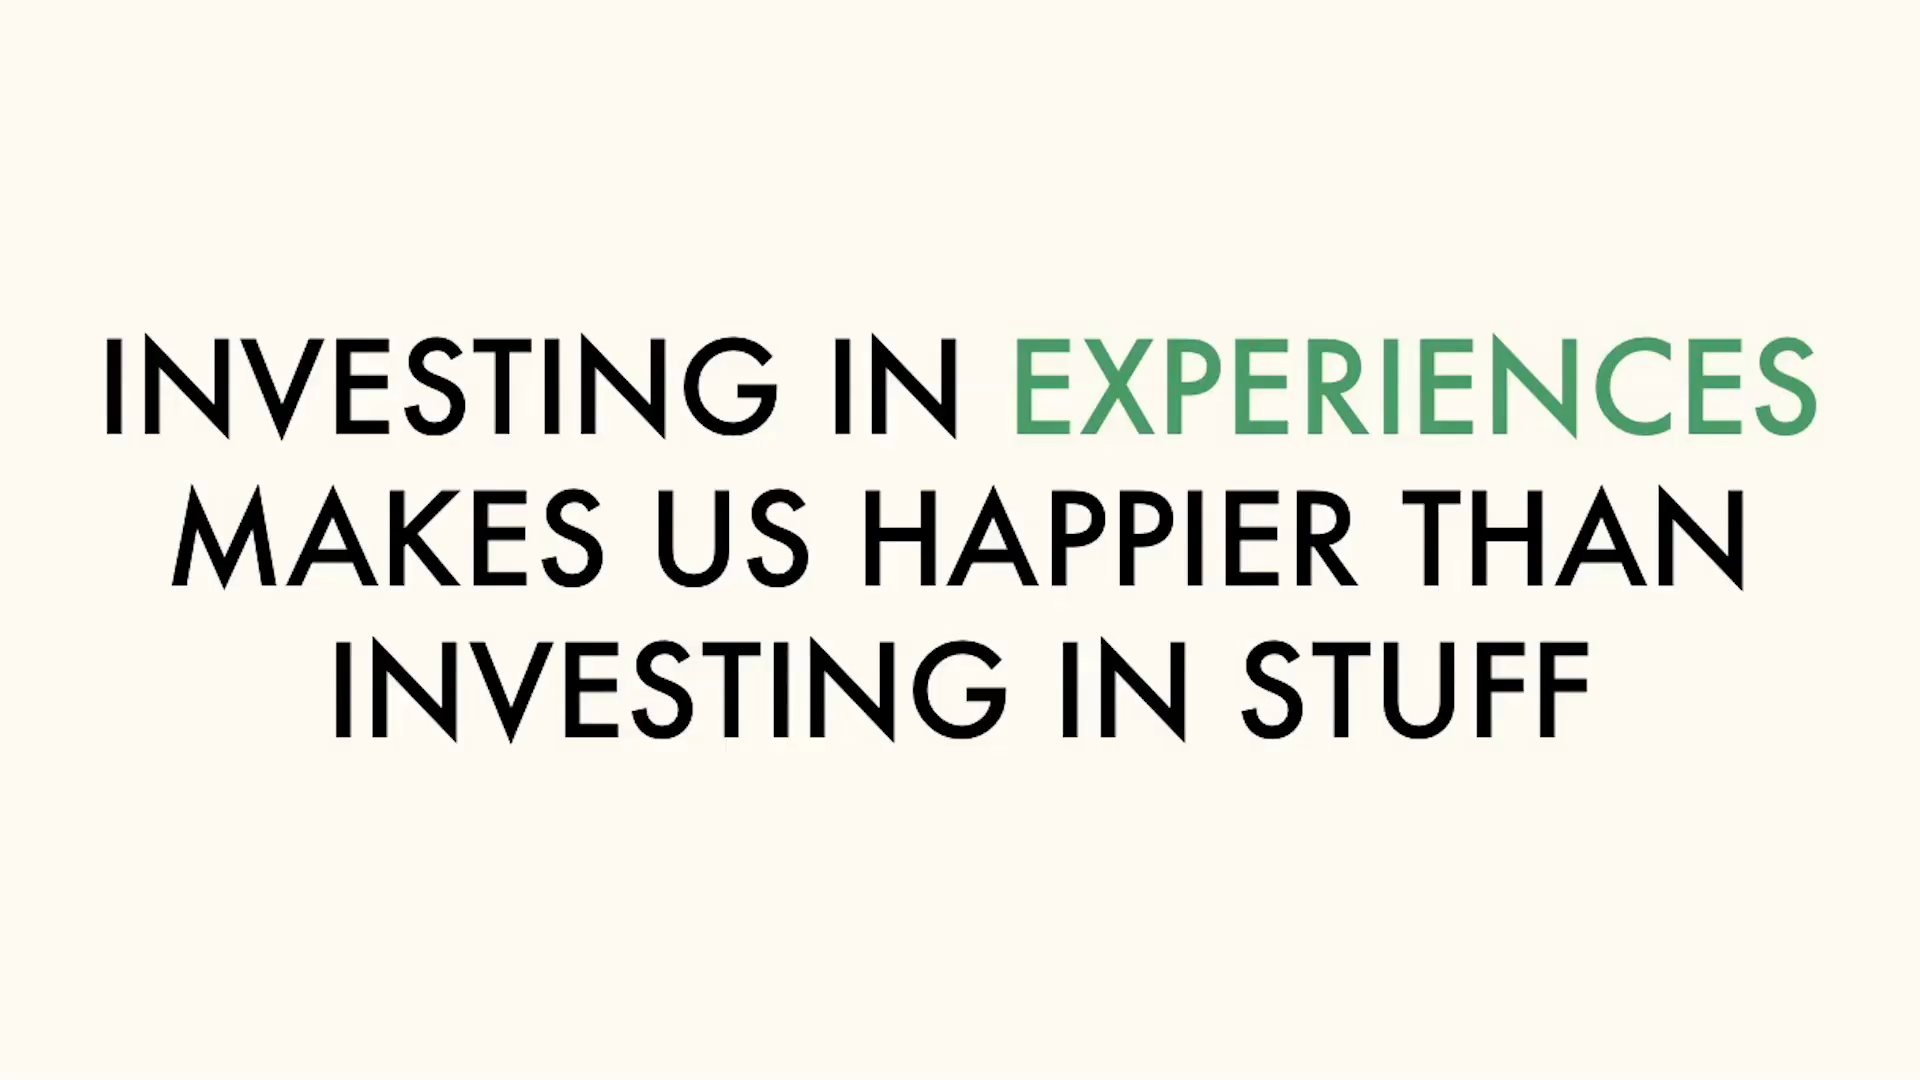 INVESTING IN EXPERIENCES
MAKES US HAPPIER THAN
INVESTING IN STUFF